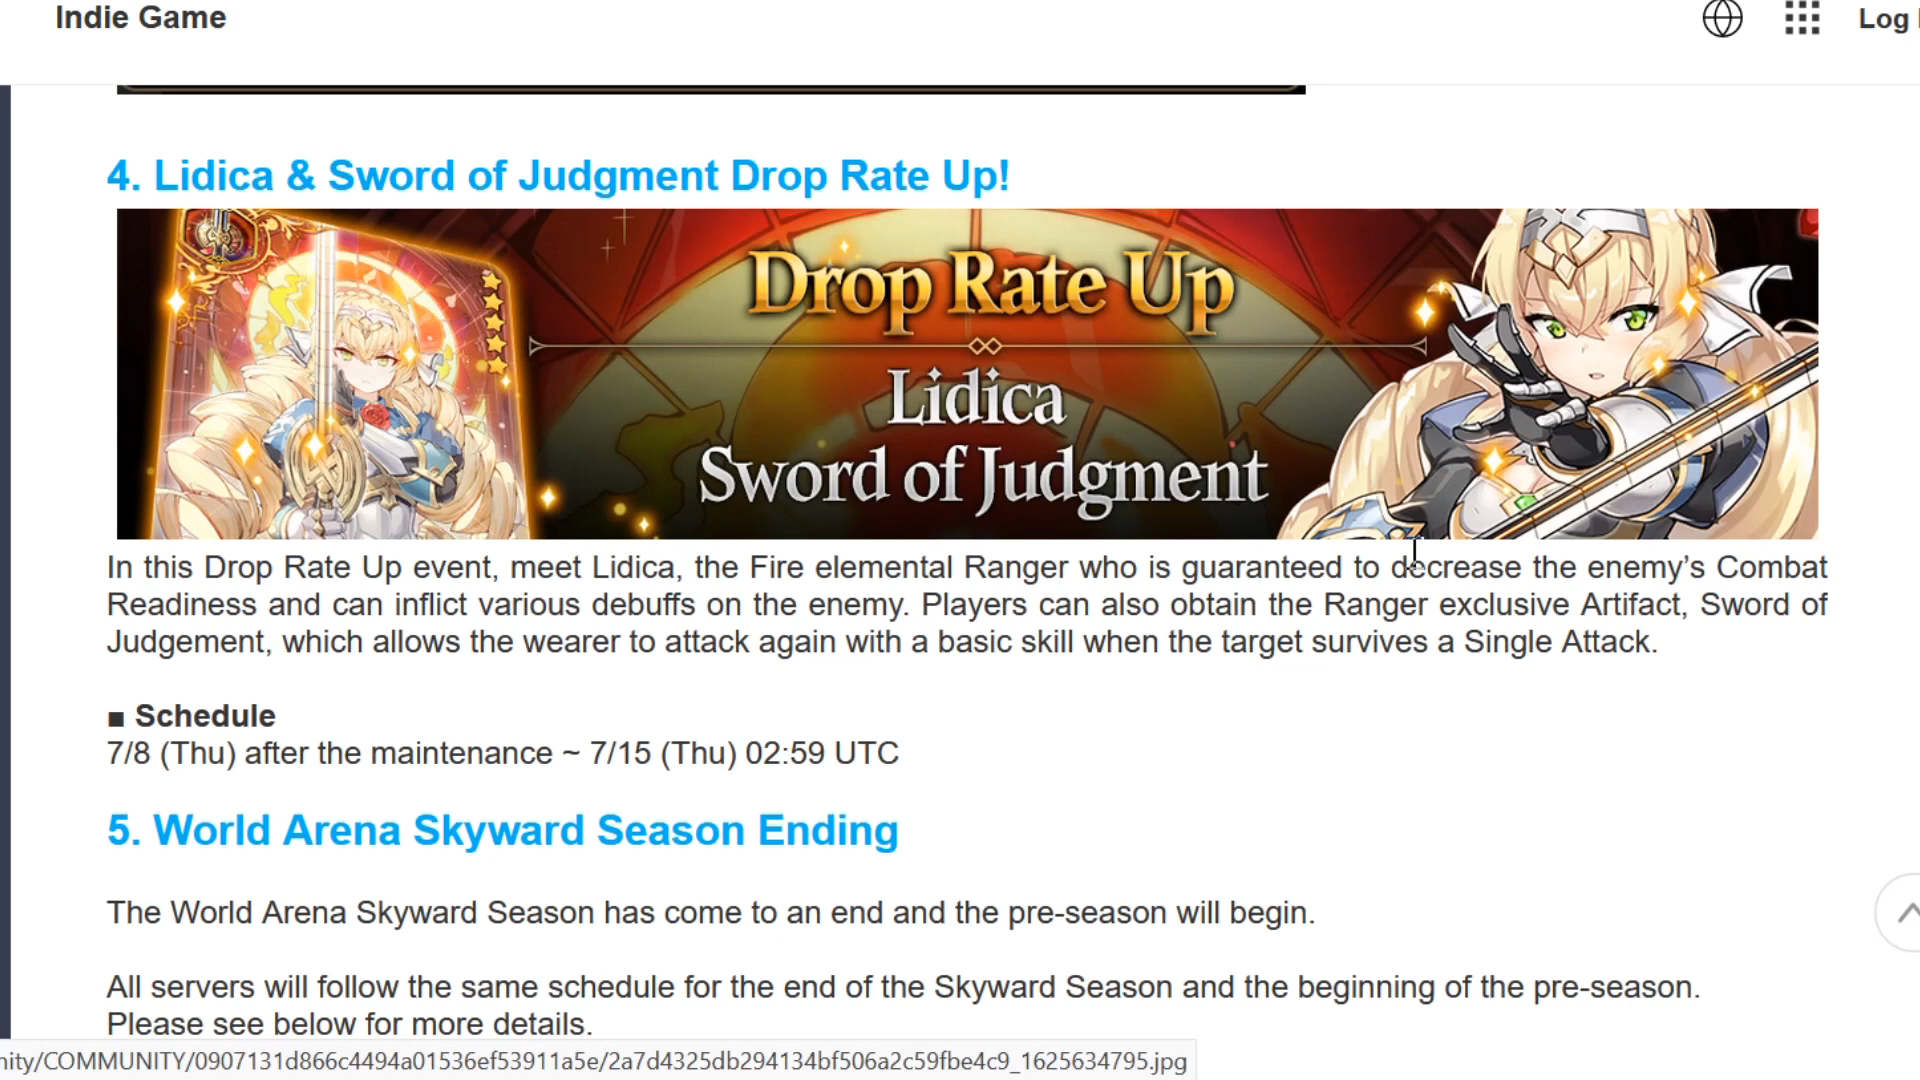 Indie Game
Log
4. Lidica & Sword of Judgment Drop Rate Up!
Drop Rate Up
Lidica
Sword of Judgment
In this Drop Rate Up event, meet Lidica, the Fire elemental Ranger who is guaranteed to decrease the enemy’s Combat
Readiness and can inflict various debuffs on the enemy. Players can also obtain the Ranger exclusive Artifact, Sword of
Judgement, which allows the wearer to attack again with a basic skill when the target survives a Single Attack.
■ Schedule
7/8 (Thu) after the maintenance ~ 7/15 (Thu) 02:59 UTC
5. World Arena Skyward Season Ending
The World Arena Skyward Season has come to an end and the pre-season will begin.
All servers will follow the same schedule for the end of the Skyward Season and the beginning of the pre-season.
Please see below for more details.
nity/COMMUNITY/0907131d866c4494a01536ef53911a5e/2a7d4325db294134bf506a2c59fbe4c9_1625634795.jpg